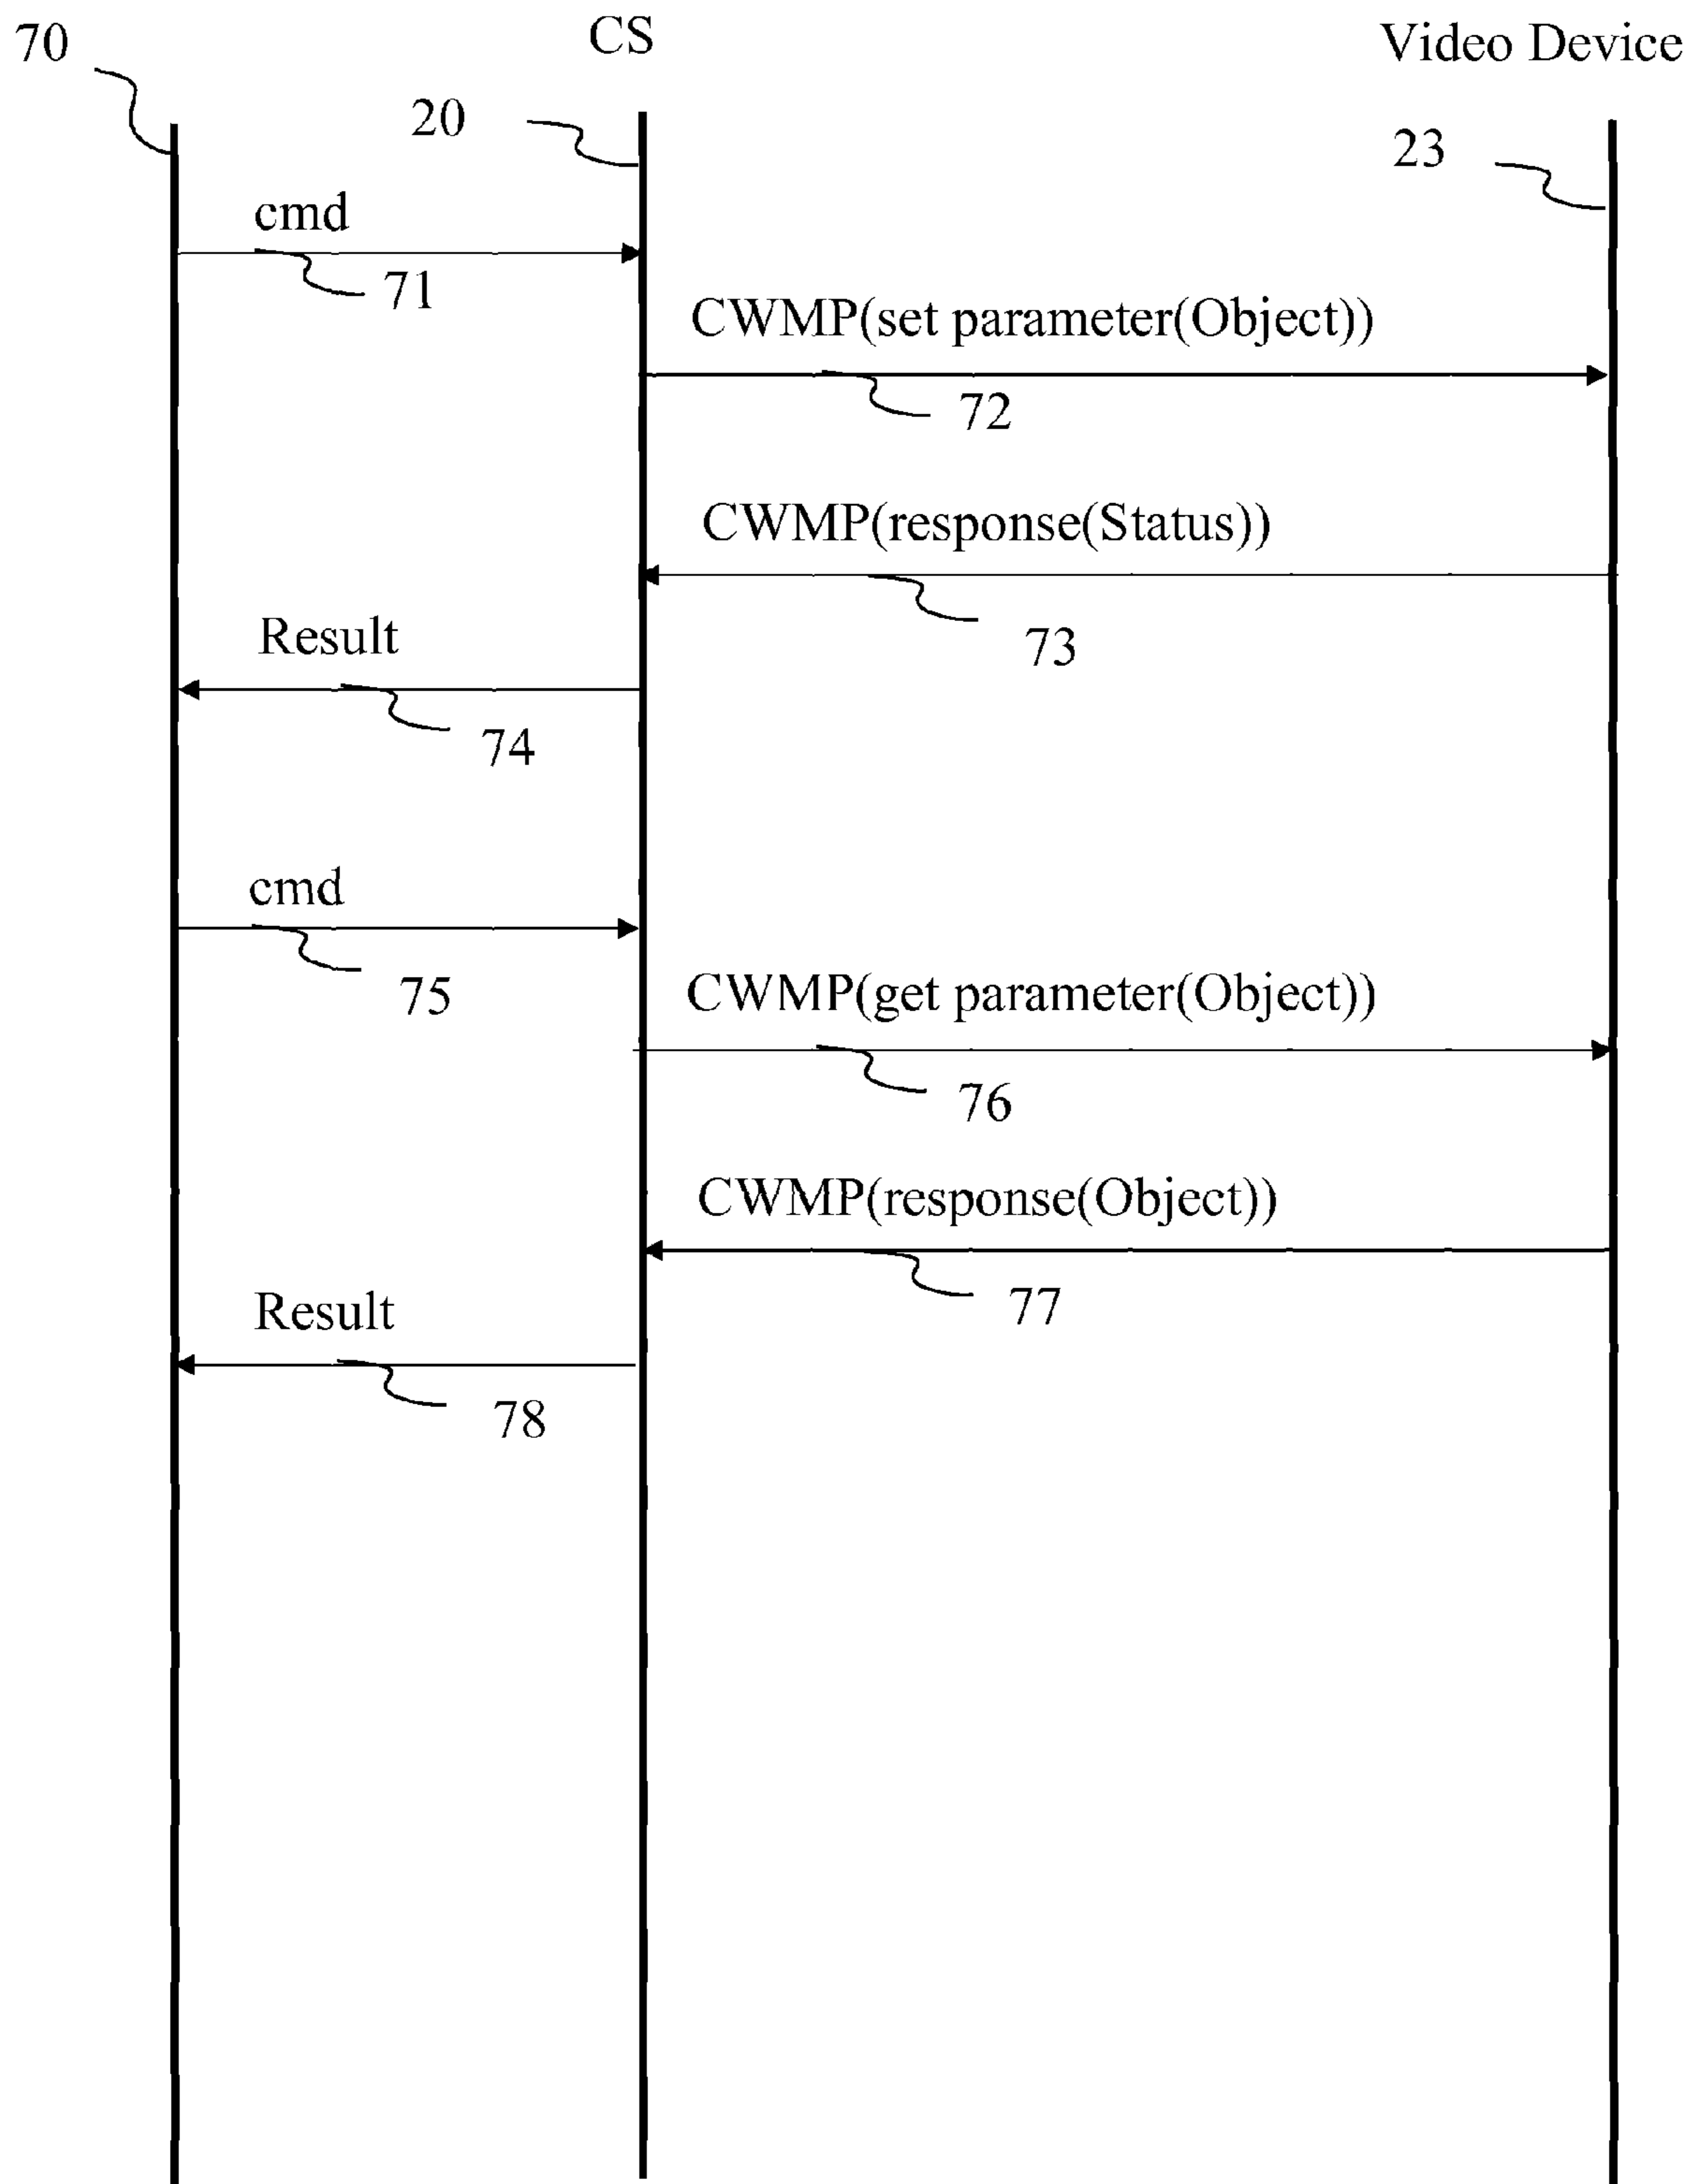 70
CS
Video Device
20
23
cmd
71
CWMP(set parameter(Object))
72
CWMP(response(Status))
73
Result
74
cmd
75
CWMP(get parameter(Object))
76
CWMP(response(Object))
77
Result
78